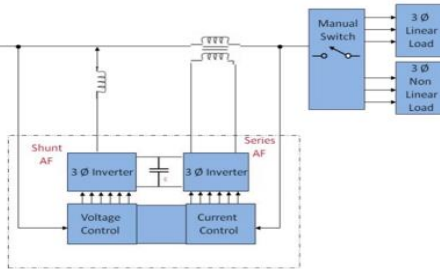 Manual
Switch
3 Ø
Linear
Load
3 Ø
Non
Linear
Load
Shunt
AF
Series
AF
3 Ø Inverter
3 Ø Inverter
Voltage
Control
Current
Control